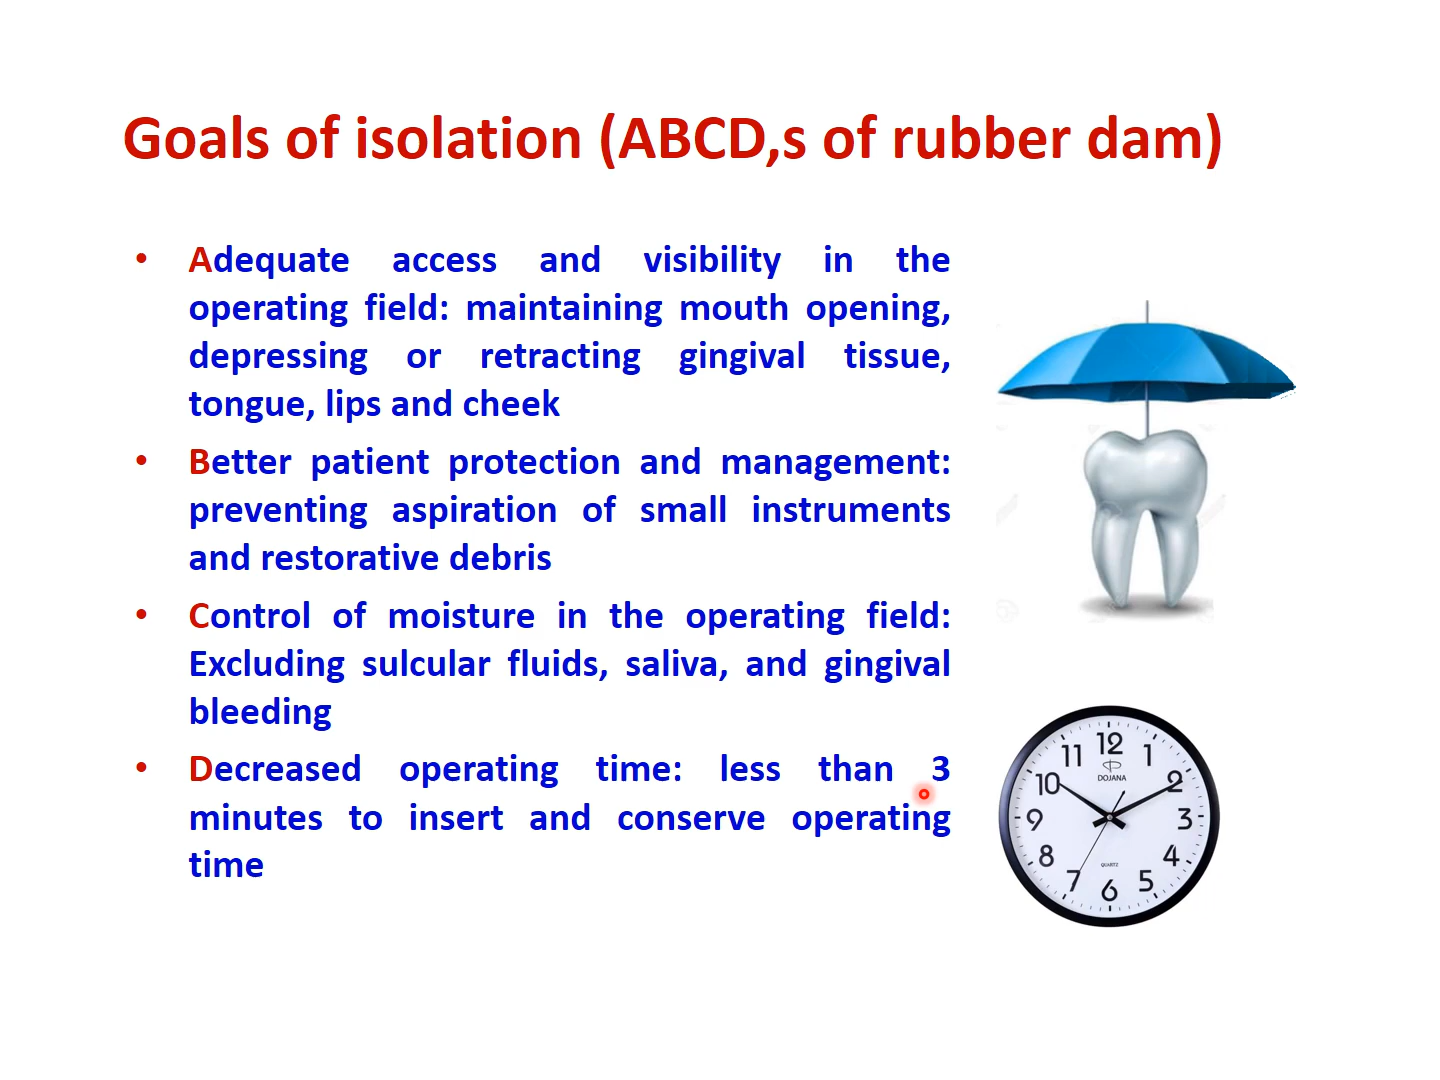 Goals of isolation (ABCD,s of rubber dam)
• Adequate access and visibility in the
operating field: maintaining mouth opening,
depressing or retracting gingival tissue,
tongue, lips and cheek
• Better patient protection and management:
preventing aspiration of small instruments
and restorative debris
• Control of moisture in the operating field:
Excluding sulcular fluids, saliva, and gingival
bleeding
• Decreased operating time: less than 3
minutes to insert and conserve operating
time
12
1
2
3
4
5
6
7
8
9
10
11
DOJANA
QUARTZ